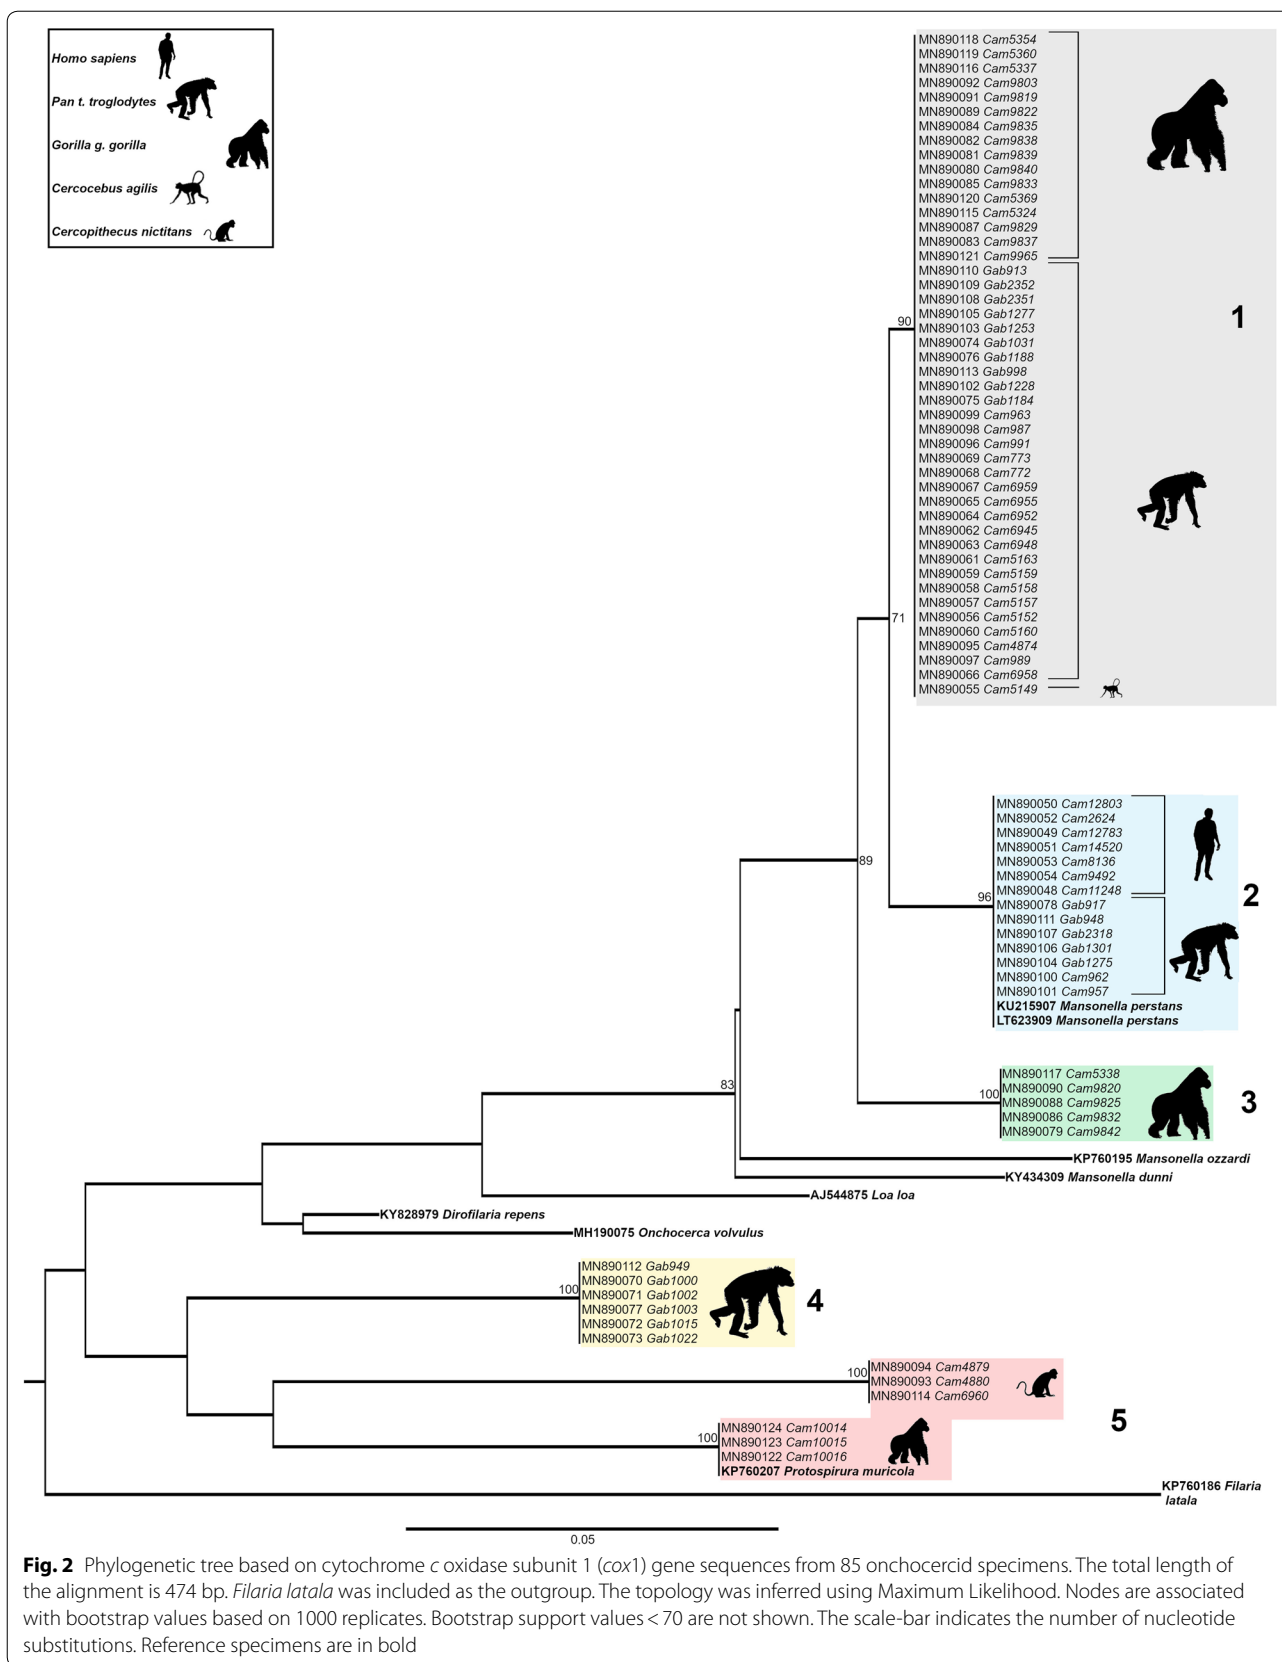 Homo sapiens
Pan t. troglodytes
Gorilla g. gorilla
Cercocebus agilis
Cercopithecus nictitans
MN890118 Cam5354
MN890119 Cam5360
MN890116 Cam5337
MN890092 Cam9803
MN890091 Cam9819
MN890089 Cam9822
MN890084 Cam9835
MN890082 Cam9838
MN890081 Cam9839
MN890080 Cam9840
MN890085 Cam9833
MN890120 Cam5369
MN890115 Cam5324
MN890087 Cam9829
MN890083 Cam9837
MN890121 Cam9965
MN890110 Gab913
MN890109 Gab2352
MN890108 Gab2351
MN890105 Gab1277
MN890103 Gab1253
MN890074 Gab1031
MN890076 Gab1188
MN890113 Gab998
MN890102 Gab1228
MN890075 Gab1184
MN890099 Cam963
MN890098 Cam987
MN890096 Cam991
MN890069 Cam773
MN890068 Cam772
MN890067 Cam6959
MN890065 Cam6955
MN890064 Cam6952
MN890062 Cam6945
MN890063 Cam6948
MN890061 Cam5163
MN890059 Cam5159
MN890058 Cam5158
MN890057 Cam5157
MN890056 Cam5152
MN890060 Cam5160
MN890095 Cam4874
MN890097 Cam989
MN890066 Cam6958
MN890055 Cam5149
1
90
71
MN890050 Cam12803
MN890052 Cam2624
MN890049 Cam12783
MN890051 Cam14520
MN890053 Cam8136
MN890054 Cam9492
MN890048 Cam11248
MN890078 Gab917
MN890111 Gab948
MN890107 Gab2318
MN890106 Gab1301
MN890104 Gab1275
MN890100 Cam962
MN890101 Cam957
KU215907 Mansonella perstans
LT623909 Mansonella perstans
2
89
96
MN890117 Cam5338
MN890090 Cam9820
MN890088 Cam9825
MN890086 Cam9832
MN890079 Cam9842
3
83
100
KP760195 Mansonella ozzardi
KY434309 Mansonella dunni
AJ544875 Loa loa
KY828979 Dirofilaria repens
MH190075 Onchocerca volvulus
MN890112 Gab949
MN890070 Gab1000
MN890071 Gab1002
MN890077 Gab1003
MN890072 Gab1015
MN890073 Gab1022
100
4
MN890094 Cam4879
MN890093 Cam4880
MN890114 Cam6960
100
5
MN890124 Cam10014
MN890123 Cam10015
MN890122 Cam10016
KP760207 Protospirura muricola
100
KP760186 Filaria
latala
0.05
Fig. 2 Phylogenetic tree based on cytochrome c oxidase subunit 1 (cox1) gene sequences from 85 onchocercid specimens. The total length of
the alignment is 474 bp. Filaria latala was included as the outgroup. The topology was inferred using Maximum Likelihood. Nodes are associated
with bootstrap values based on 1000 replicates. Bootstrap support values < 70 are not shown. The scale-bar indicates the number of nucleotide
substitutions. Reference specimens are in bold